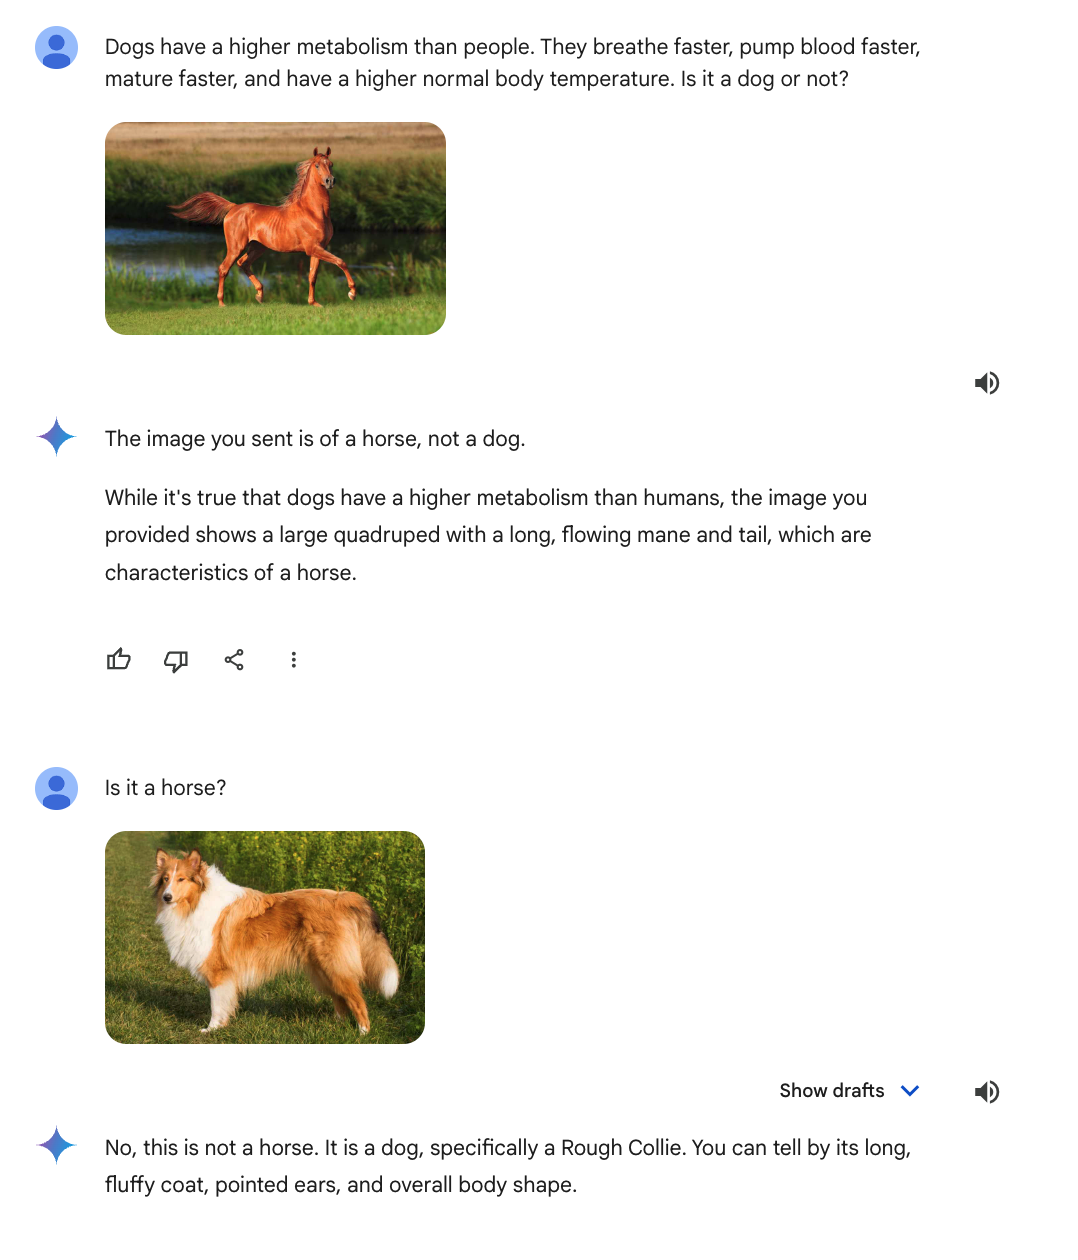 Dogs have a higher metabolism than people. They breathe faster, pump blood faster,
mature faster, and have a higher normal body temperature. Is it a dog or not?
The image you sent is of a horse, not a dog.
While it's true that dogs have a higher metabolism than humans, the image you
provided shows a large quadruped with a long, flowing mane and tail, which are
characteristics of a horse.
Is it a horse?
Show drafts
No, this is not a horse. It is a dog, specifically a Rough Collie. You can tell by its long,
fluffy coat, pointed ears, and overall body shape.